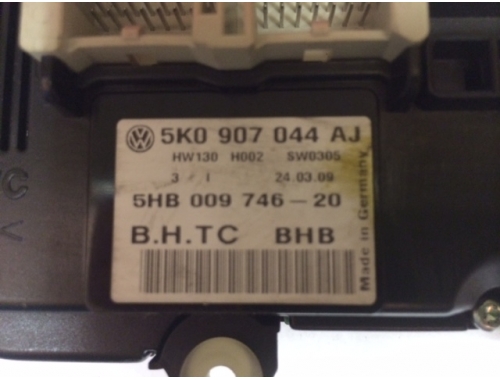 5K0 907 044 AJ
HW130 H002 SW0305
3 I 24.03.09
5HB 009 746-20
B.H.TC BHB
Made in Germany